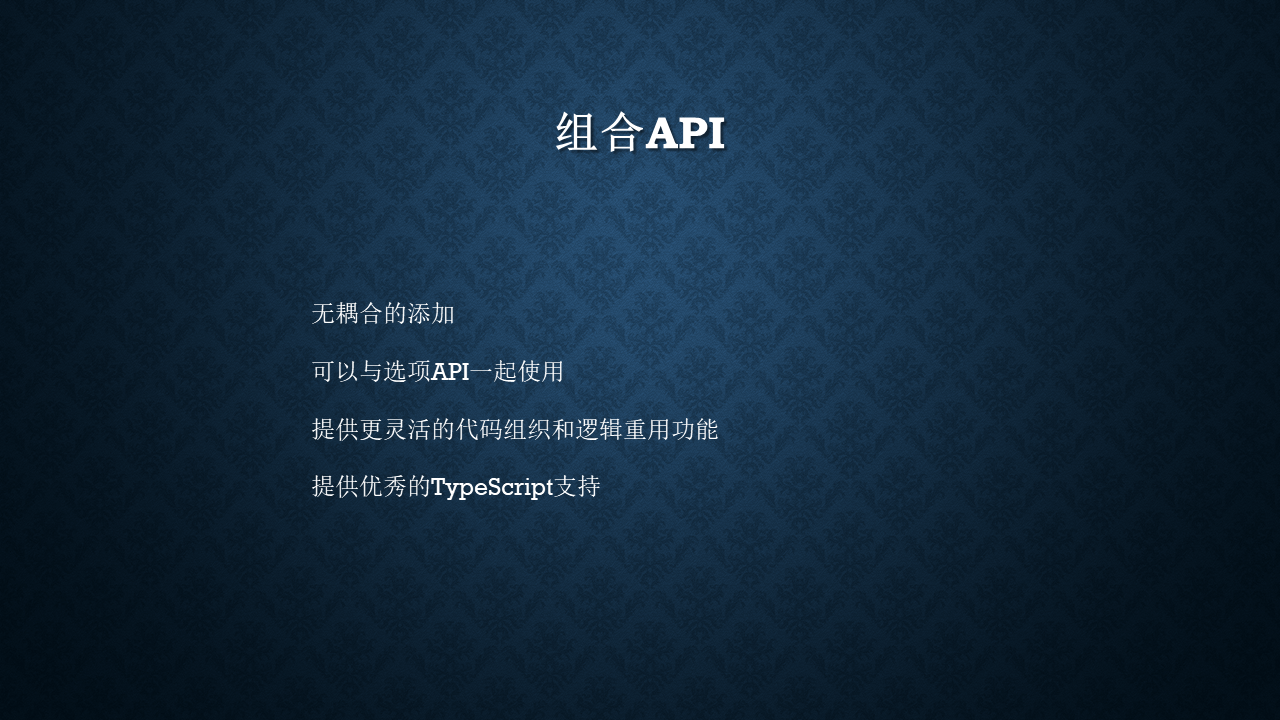 组合API
无耦合的添加
可以与选项API一起使用
提供更灵活的代码组织和逻辑重用功能
提供优秀的TypeScript支持